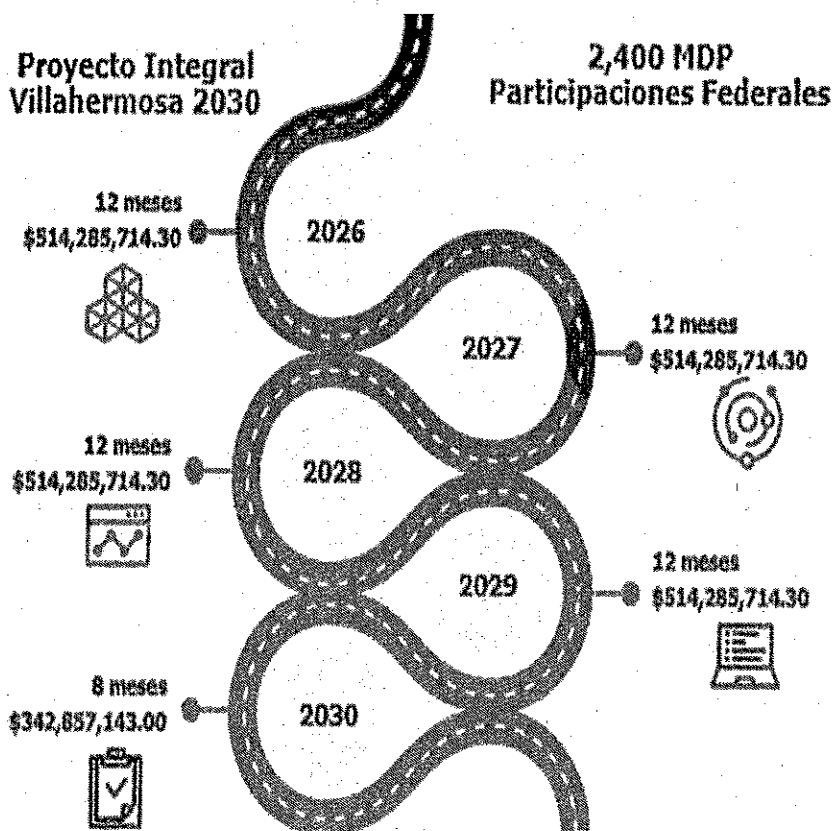 Proyecto Integral
Villahermosa 2030
2,400 MDP
Participaciones Federales
12 meses
$514,285,714.30
2026
2027
12 meses
$514,285,714.30
12 meses
$514,285,714.30
2028
2029
12 meses
$514,285,714.30
8 meses
$342,857,143.00
2030